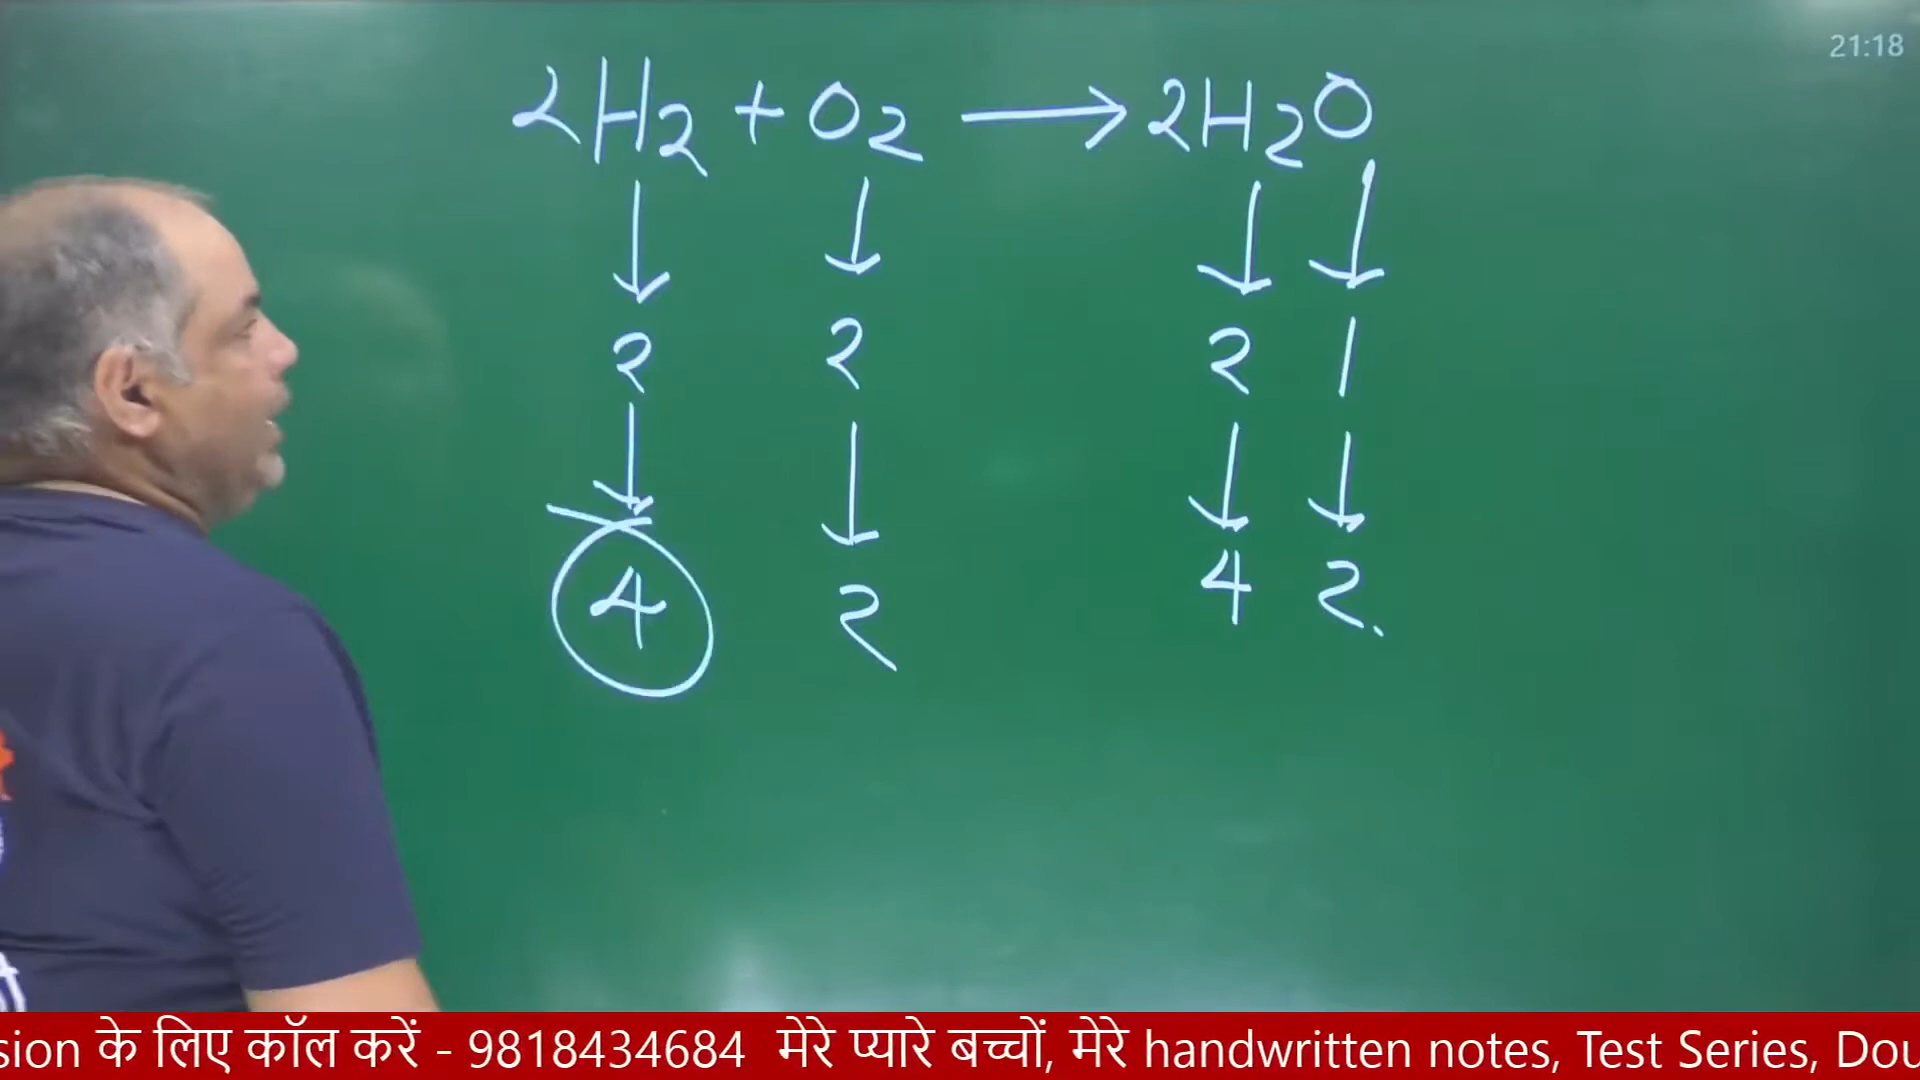 21:18
2H2 + O2 → 2H2O
↓ ↓ ↓ ↓
2 2 2 1
↓ ↓ ↓ ↓
4 2 4 2.
sion के लिए कॉल करें - 9818434684 मेरे प्यारे बच्चों, मेरे handwritten notes, Test Series, Dou